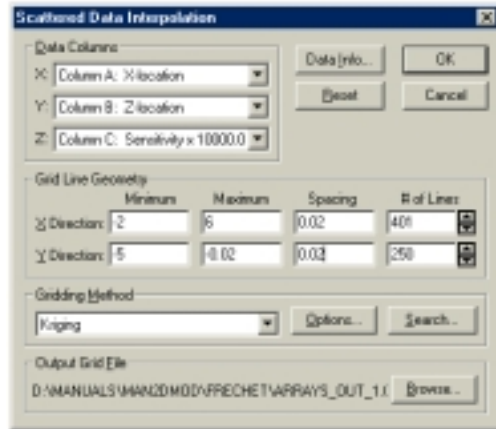 Scattered Data Interpolation
Data Columns
X: Column A: X-location
Y: Column B: Z-location
Z: Column C: Sensitivity x 10000.0
Data Info...
OK
Reset
Cancel
Grid Line Geometry
Minimum Maximum Spacing # of Lines
X Direction: -2 6 0.02 401
Y Direction: -5 -0.02 0.02 250
Gridding Method
Kriging
Options...
Search...
Output Grid File
D:\MANUALS\MAN2DMOD\FRECHET\ARRAYS_OUT_1.(
Browse...